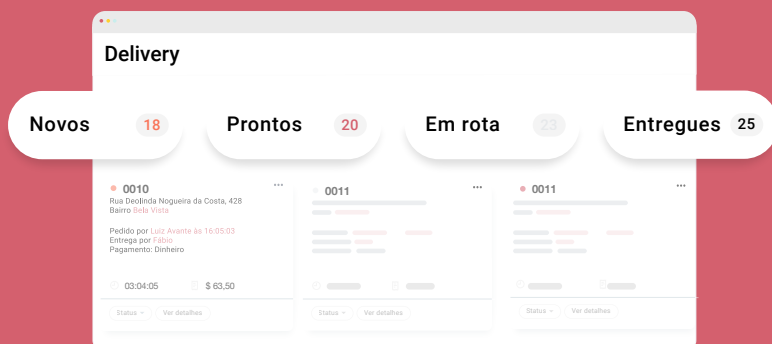 Delivery
Novos 18
Prontos 20
Em rota 23
Entregues 25
0010 ...
Rua Deolinda Nogueira da Costa, 428
Bairro Bela Vista
Pedido por Luiz Avante às 16:05:03
Entrega por Fábio
Pagamento: Dinheiro
03:04:05 $ 63,50
Status Ver detalhes
0011 ...
Status Ver detalhes
0011 ...
Status Ver detalhes